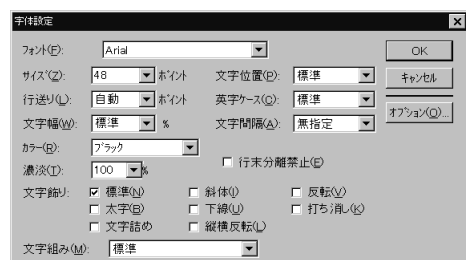 字体設定
フォント(F): Arial OK
サイズ(Z): 48 ポイント 文字位置(P): 標準 キャンセル
行送り(L): 自動 ポイント 英字ケース(C): 標準 オプション(O)...
文字幅(W): 標準 % 文字間隔(A): 無指定
カラー(R): ブラック
濃淡(T): 100 % 行末分離禁止(E)
文字飾り: 標準(N) 斜体(I) 反転(V)
太字(B) 下線(U) 打ち消し(K)
文字詰め 縦横反転(L)
文字組み(M): 標準